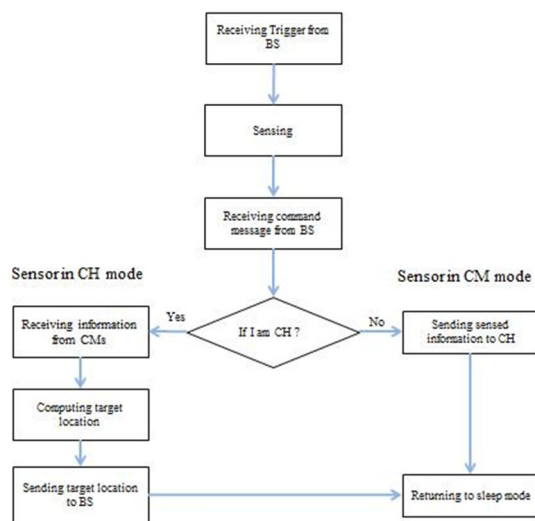 Receiving Trigger from
BS
Sensing
Receiving command
message from BS
Sensorin CH mode
Sensorin CM mode
Yes
If I am CH ?
No
Receiving information
from CMs
Sending sensed
information to CH
Computing target
location
Sending target location
to BS
Returning to sleep mode